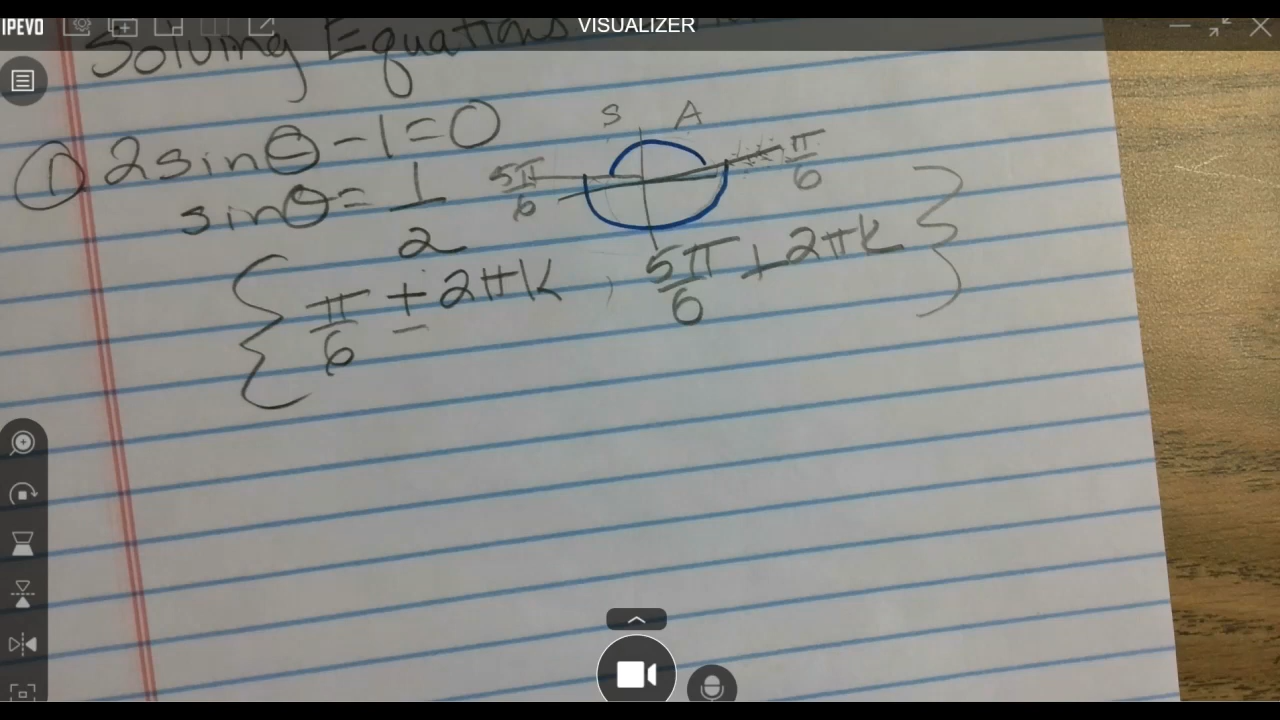 IPEVO
VISUALIZER
Solving Equations
① 2sinθ - 1 = 0
S A
sinθ = 1/2
5π/6
π/6
{ π/6 ± 2πk , 5π/6 + 2πk }